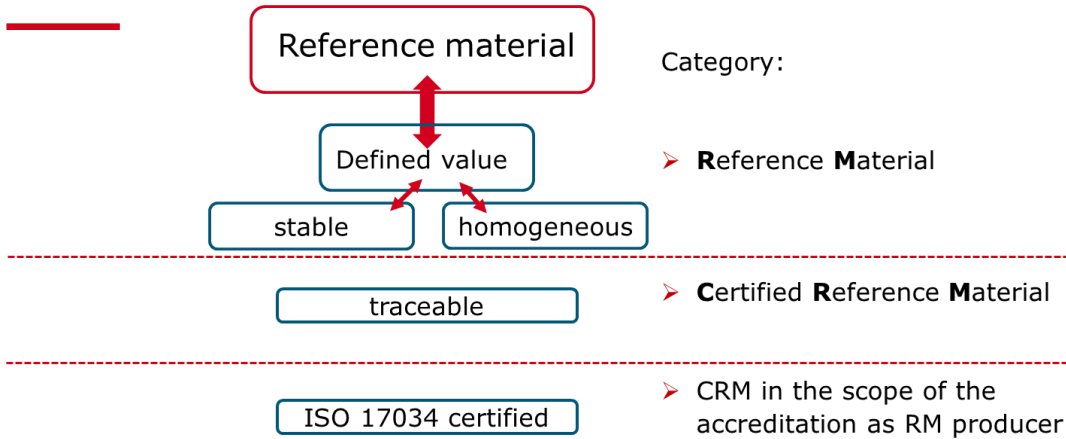 Reference material
Category:
Defined value
➢ Reference Material
stable
homogeneous
traceable
➢ Certified Reference Material
ISO 17034 certified
➢ CRM in the scope of the
accreditation as RM producer